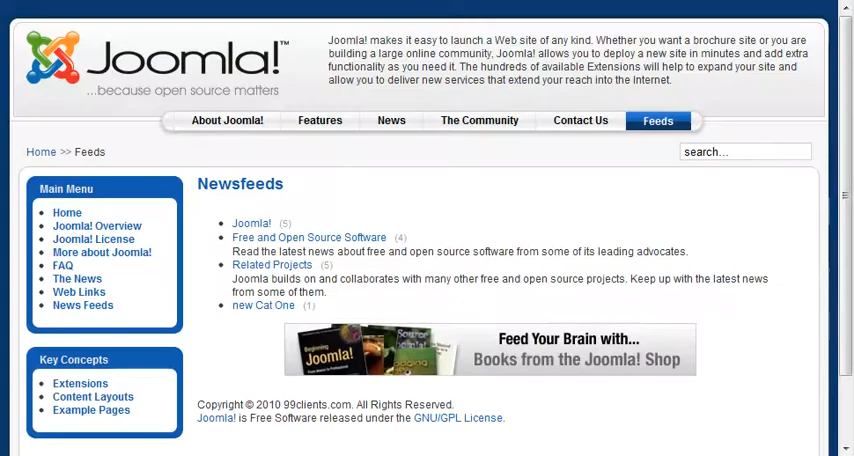 Joomla!™
...because open source matters
Joomla! makes it easy to launch a Web site of any kind. Whether you want a brochure site or you are
building a large online community, Joomla! allows you to deploy a new site in minutes and add extra
functionality as you need it. The hundreds of available Extensions will help to expand your site and
allow you to deliver new services that extend your reach into the Internet.
About Joomla! Features News The Community Contact Us Feeds
Home >> Feeds
search...
Main Menu
Home
Joomla! Overview
Joomla! License
More about Joomla!
FAQ
The News
Web Links
News Feeds
Key Concepts
Extensions
Content Layouts
Example Pages
Newsfeeds
Joomla! (5)
Free and Open Source Software (4)
Read the latest news about free and open source software from some of its leading advocates.
Related Projects (5)
Joomla builds on and collaborates with many other free and open source projects. Keep up with the latest news
from some of them.
new Cat One (1)
Beginning
Joomla!
Joomla!
Feed Your Brain with...
Books from the Joomla! Shop
Copyright © 2010 99clients.com. All Rights Reserved.
Joomla! is Free Software released under the GNU/GPL License.